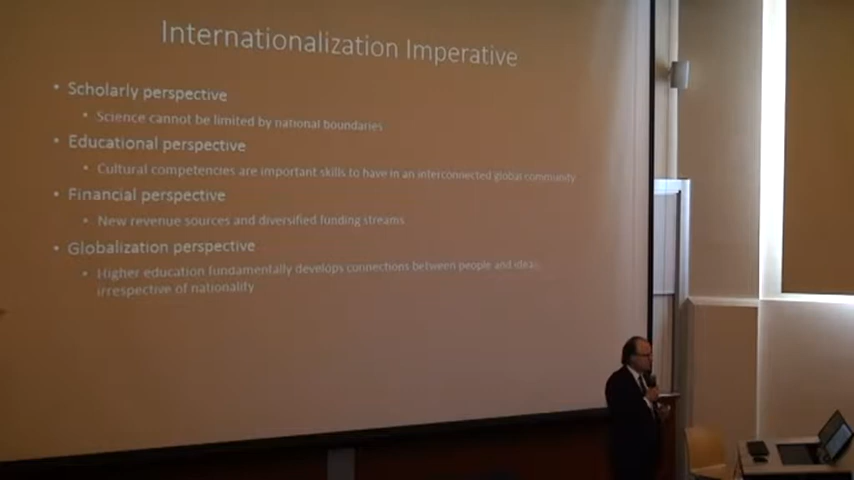 Internationalization Imperative
• Scholarly perspective
• Science cannot be limited by national boundaries
• Educational perspective
• Cultural competencies are important skills to have in an interconnected global community
• Financial perspective
• New revenue sources and diversified funding streams
• Globalization perspective
• Higher education fundamentally develops connections between people and ideas
irrespective of nationality